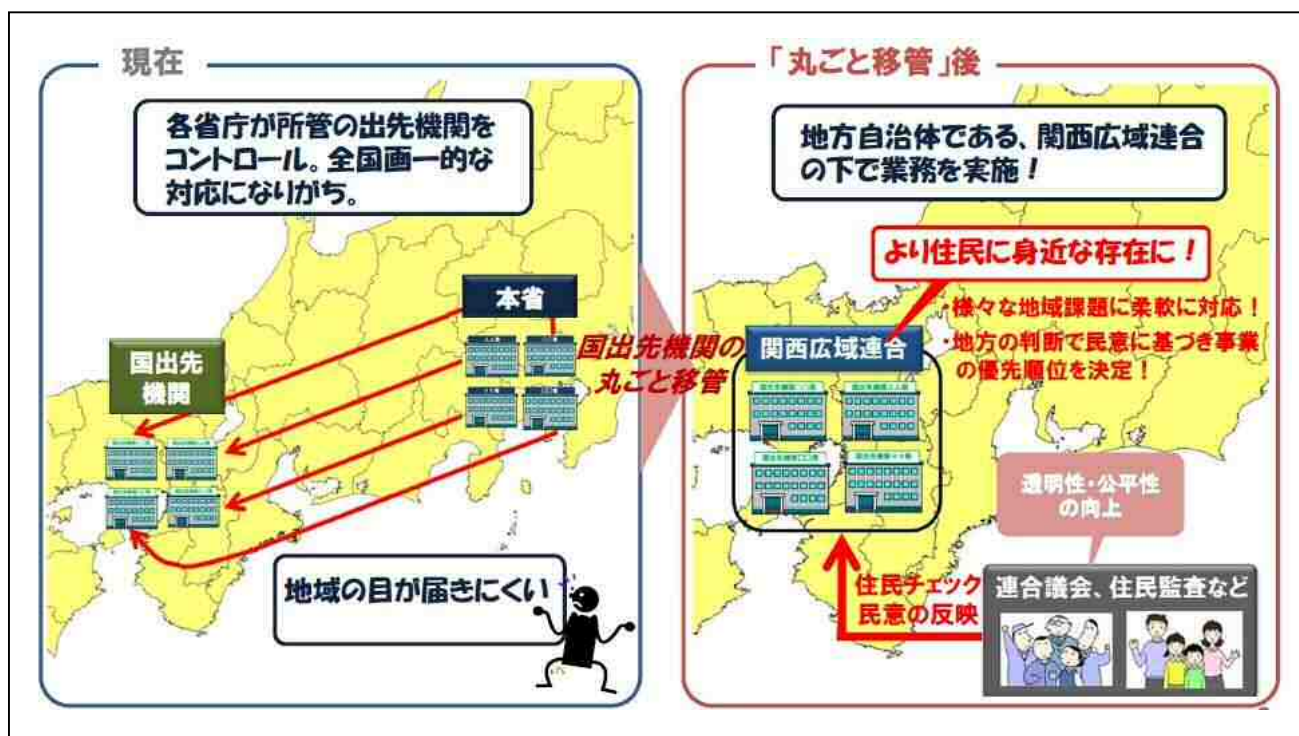 現在
各省庁が所管の出先機関を
コントロール。全国画一的な
対応になりがち。
本省
国出先
機関
地域の目が届きにくい
国出先機関の
丸ごと移管
「丸ごと移管」後
地方自治体である、関西広域連合
の下で業務を実施！
より住民に身近な存在に！
・様々な地域課題に柔軟に対応！
・地方の判断で民意に基づき事業
の優先順位を決定！
関西広域連合
透明性・公平性
の向上
住民チェック
民意の反映
連合議会、住民監査など